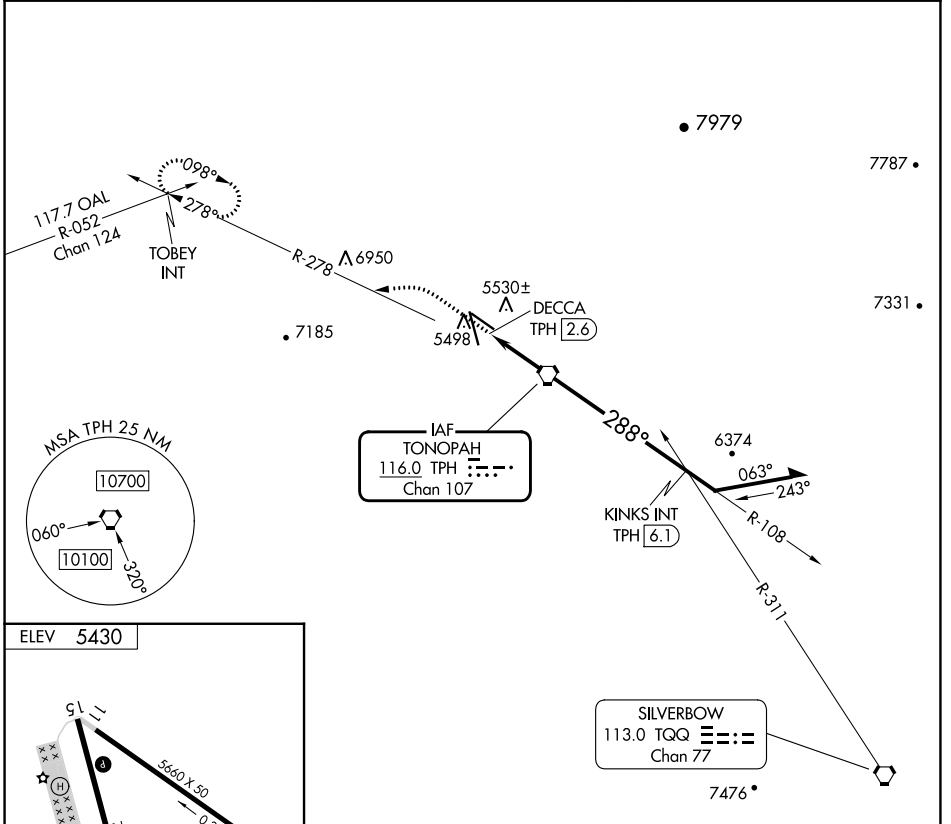 7979
7787
098°
278°
117.7 OAL
R-052
Chan 124
TOBEY
INT
R-278
6950
5530±
DECCA
TPH 2.6
7331
7185
5498
IAF
TONOPAH
116.0 TPH
Chan 107
288°
6374
063°
243°
KINKS INT
TPH 6.1
R-108
MSA TPH 25 NM
10700
060°
10100
320°
R-311
ELEV 5430
15
11
P
5660 X 50
H
SILVERBOW
113.0 TQQ
Chan 77
7476